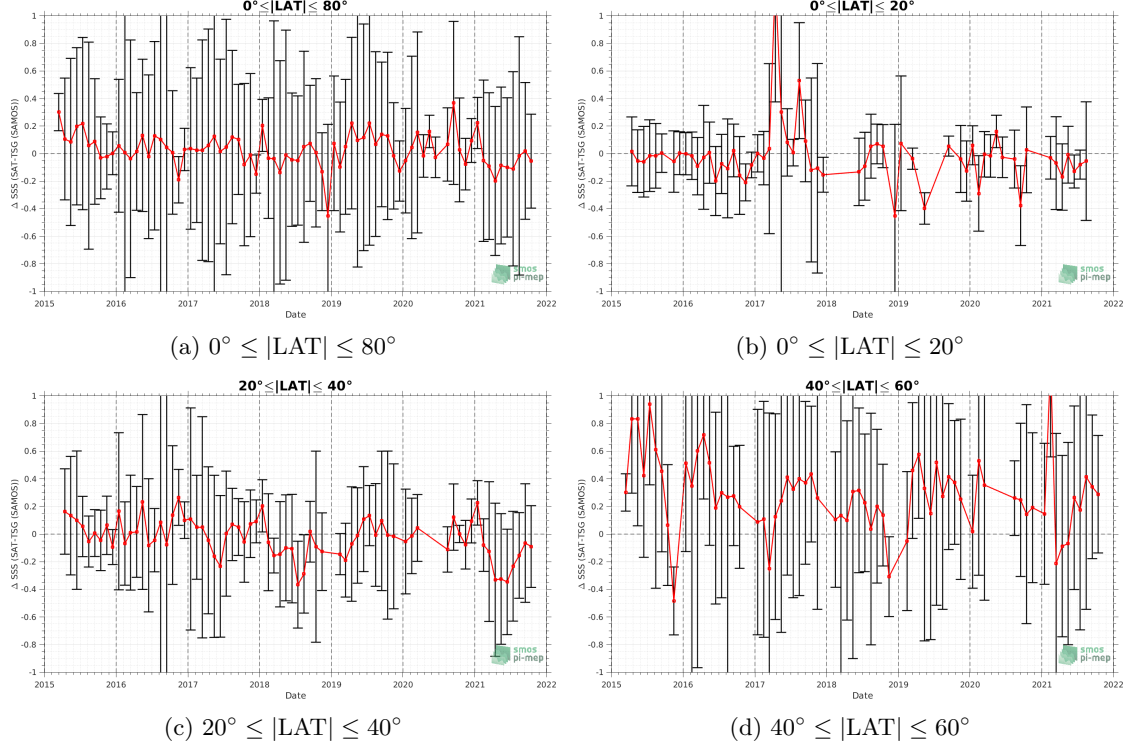 0°≤|LAT|≤ 80°
1
0.8
0.6
0.4
0.2
0
-0.2
-0.4
-0.6
-0.8
-1
Δ SSS (SAT-TSG (SAMOS))
2015 2016 2017 2018 2019 2020 2021 2022
Date
smos
pi-mep
(a) 0° ≤ |LAT| ≤ 80°
0°≤|LAT|≤ 20°
1
0.8
0.6
0.4
0.2
0
-0.2
-0.4
-0.6
-0.8
-1
Δ SSS (SAT-TSG (SAMOS))
2015 2016 2017 2018 2019 2020 2021 2022
Date
smos
pi-mep
(b) 0° ≤ |LAT| ≤ 20°
20°≤|LAT|≤ 40°
1
0.8
0.6
0.4
0.2
0
-0.2
-0.4
-0.6
-0.8
-1
Δ SSS (SAT-TSG (SAMOS))
2015 2016 2017 2018 2019 2020 2021 2022
Date
smos
pi-mep
(c) 20° ≤ |LAT| ≤ 40°
40°≤|LAT|≤ 60°
1
0.8
0.6
0.4
0.2
0
-0.2
-0.4
-0.6
-0.8
-1
Δ SSS (SAT-TSG (SAMOS))
2015 2016 2017 2018 2019 2020 2021 2022
Date
smos
pi-mep
(d) 40° ≤ |LAT| ≤ 60°